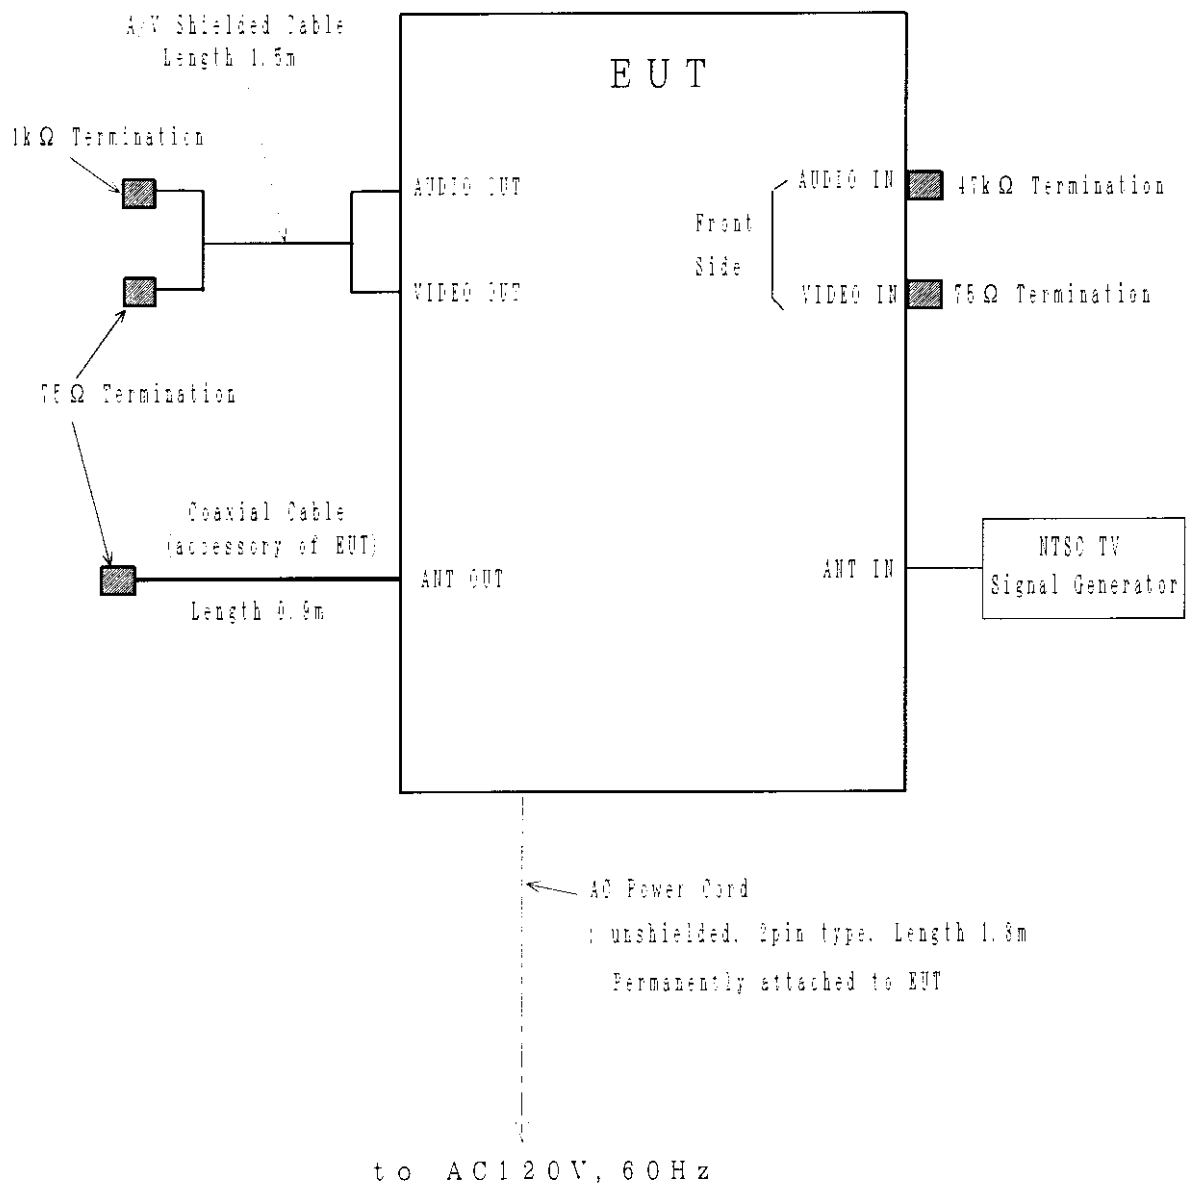 A/V Shielded Cable
Length 1.5m
EUT
1kΩ Termination
AUDIO OUT
AUDIO IN
47kΩ Termination
Front
Side
VIDEO OUT
VIDEO IN
75Ω Termination
75Ω Termination
Coaxial Cable
(accessory of EUT)
ANT OUT
Length 0.9m
ANT IN
NTSC TV
Signal Generator
AC Power Cord
: unshielded, 2pin type, Length 1.8m
Permanently attached to EUT
to AC120V, 60Hz